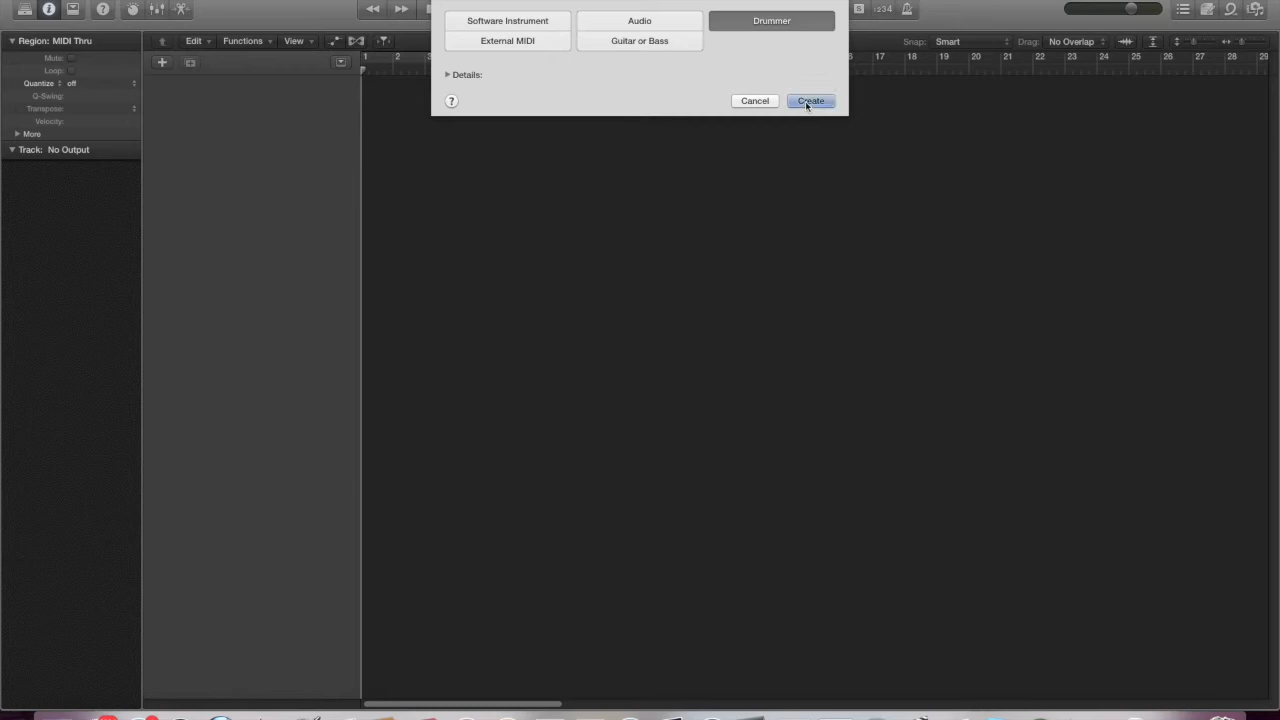 Software Instrument Audio Drummer
External MIDI Guitar or Bass
Details:
? Cancel Create
1234
Region: MIDI Thru Edit Functions View Snap: Smart Drag: No Overlap
Mute:
Loop:
Quantize off
Q-Swing:
Transpose:
Velocity:
More
Track: No Output
1 2 3 17 18 19 20 21 22 23 24 25 26 27 28 29